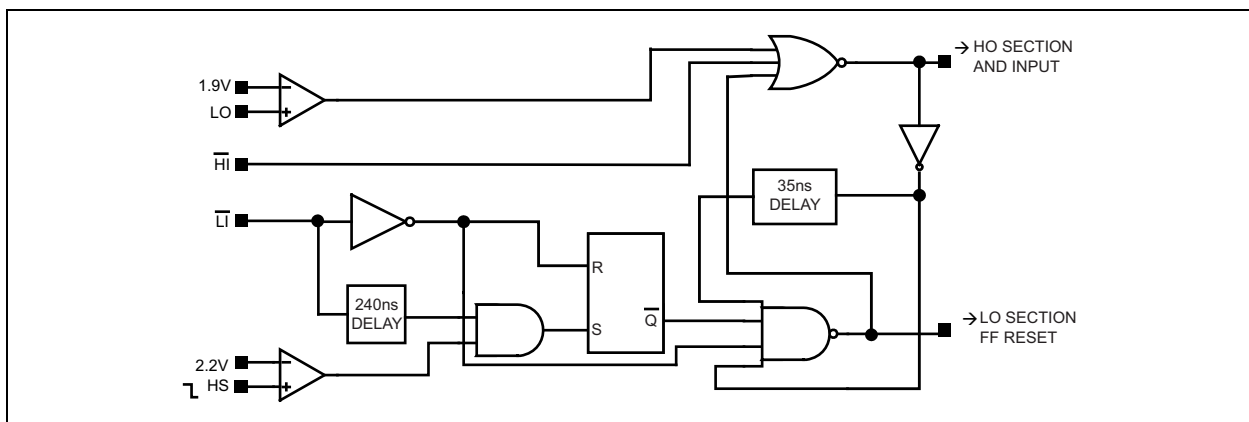 → HO SECTION
AND INPUT
1.9V
−
LO
+
HI
35ns
DELAY
LI
R
240ns
DELAY
Q
S
→ LO SECTION
FF RESET
2.2V
−
HS
+